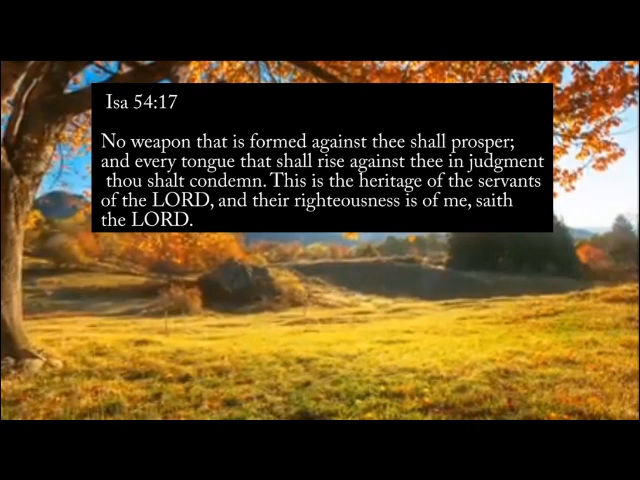 Isa 54:17
No weapon that is formed against thee shall prosper;
and every tongue that shall rise against thee in judgment
thou shalt condemn. This is the heritage of the servants
of the LORD, and their righteousness is of me, saith
the LORD.